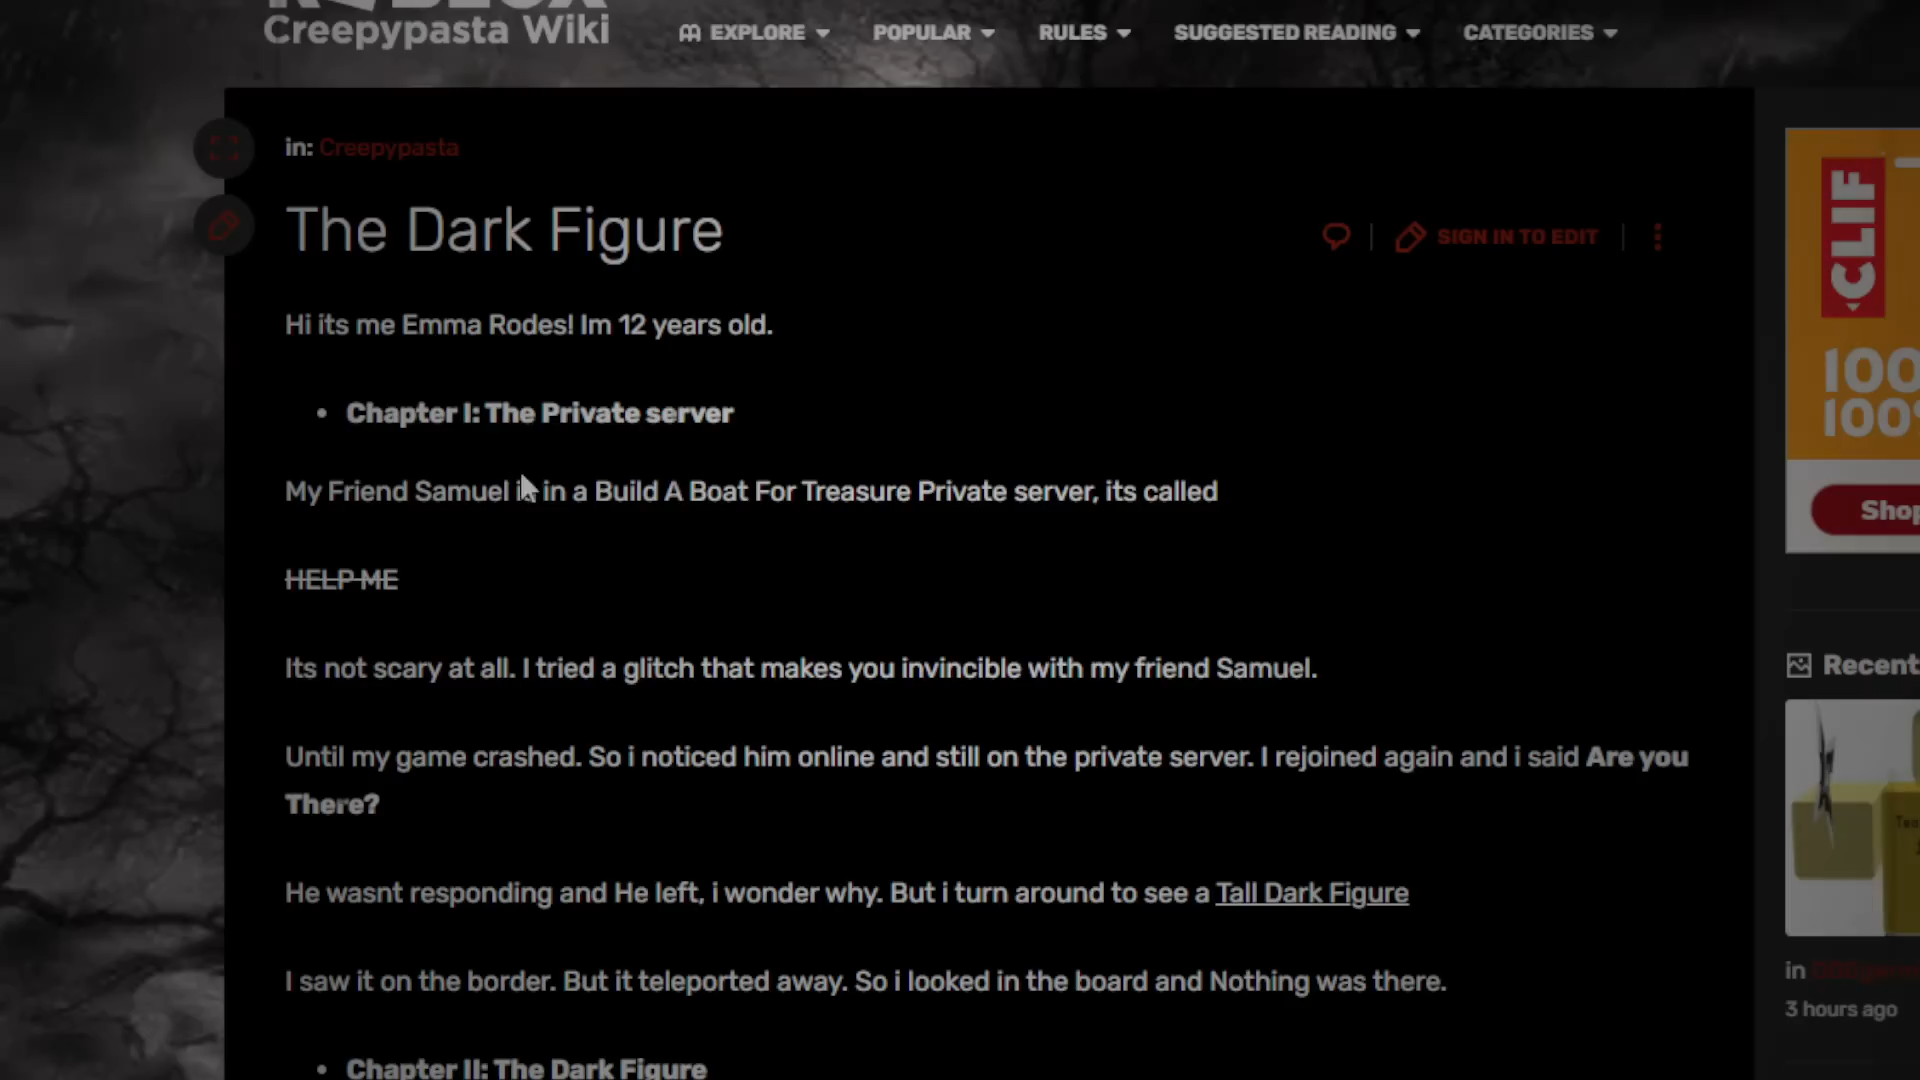 Creepypasta Wiki
EXPLORE POPULAR RULES SUGGESTED READING CATEGORIES
in: Creepypasta
The Dark Figure
SIGN IN TO EDIT
Hi its me Emma Rodes! Im 12 years old.
• Chapter I: The Private server
My Friend Samuel in a Build A Boat For Treasure Private server, its called
HELP ME
Its not scary at all. I tried a glitch that makes you invincible with my friend Samuel.
Until my game crashed. So i noticed him online and still on the private server. I rejoined again and i said Are you
There?
He wasnt responding and He left, i wonder why. But i turn around to see a Tall Dark Figure
I saw it on the border. But it teleported away. So i looked in the board and Nothing was there.
• Chapter II: The Dark Figure
CLIF
100
100%
Shop
Recent
in
3 hours ago